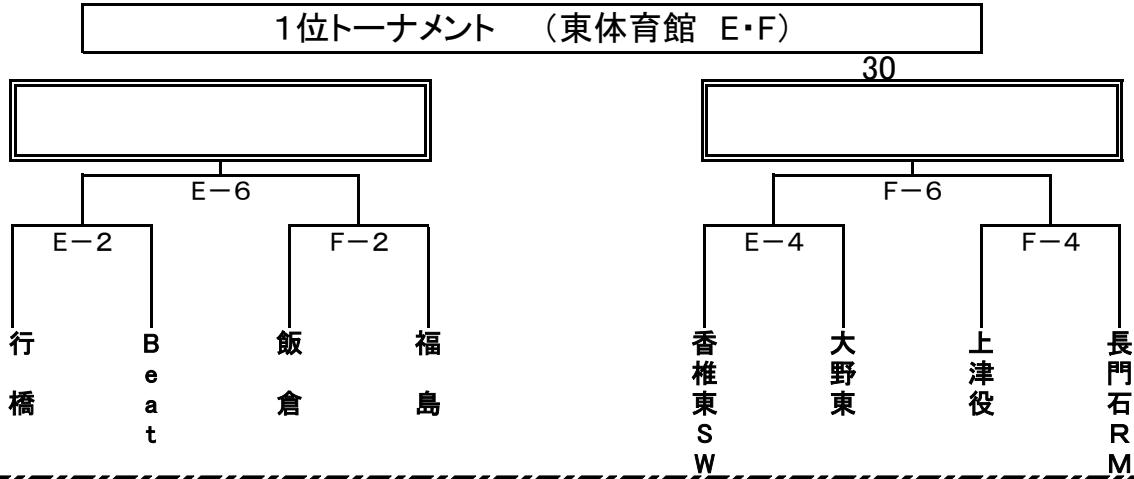 1位トーナメント　（東体育館　E・F）
30
E－6
F－6
E－2
F－2
E－4
F－4
行橋
Beat
飯倉
福島
香椎東SW
大野東
上津役
長門石RM